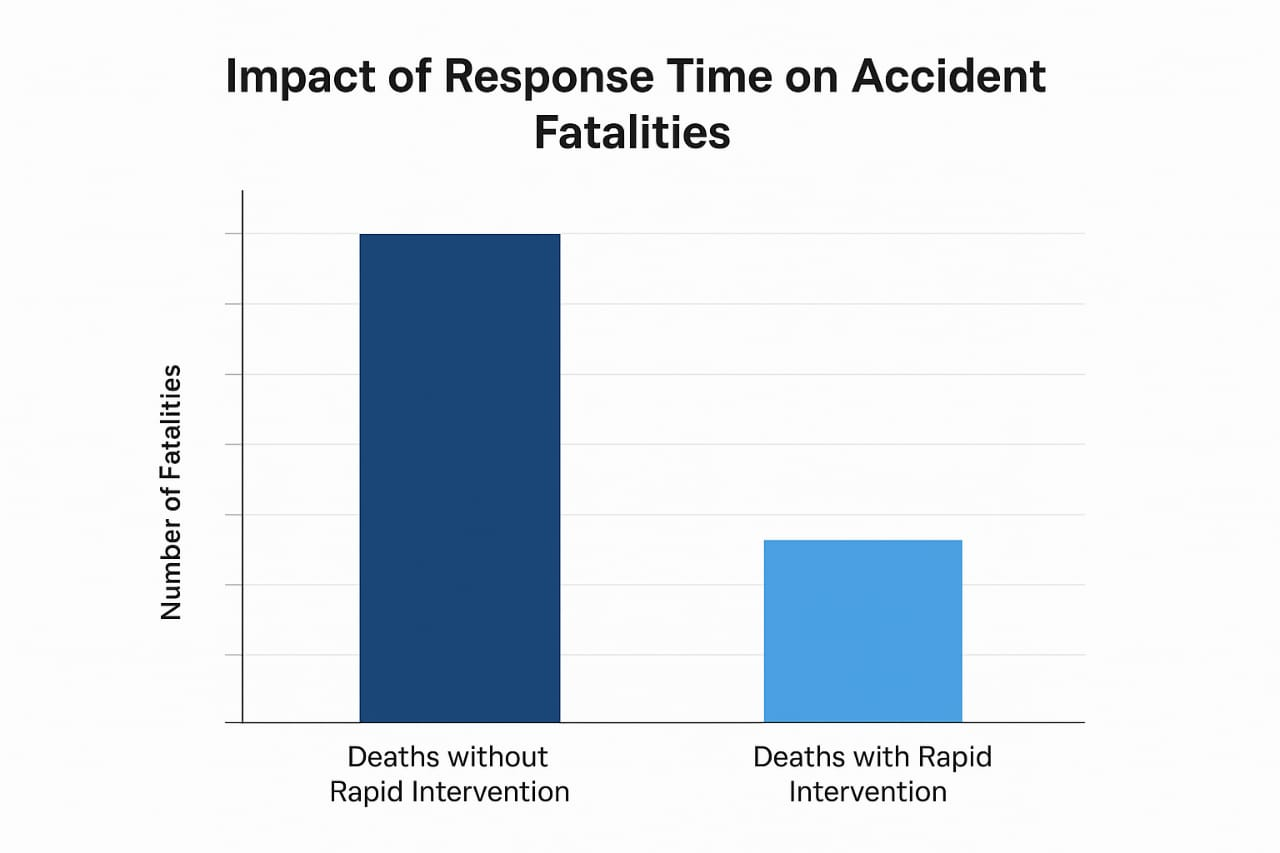 Impact of Response Time on Accident
Fatalities
Number of Fatalities
Deaths without
Rapid Intervention
Deaths with Rapid
Intervention